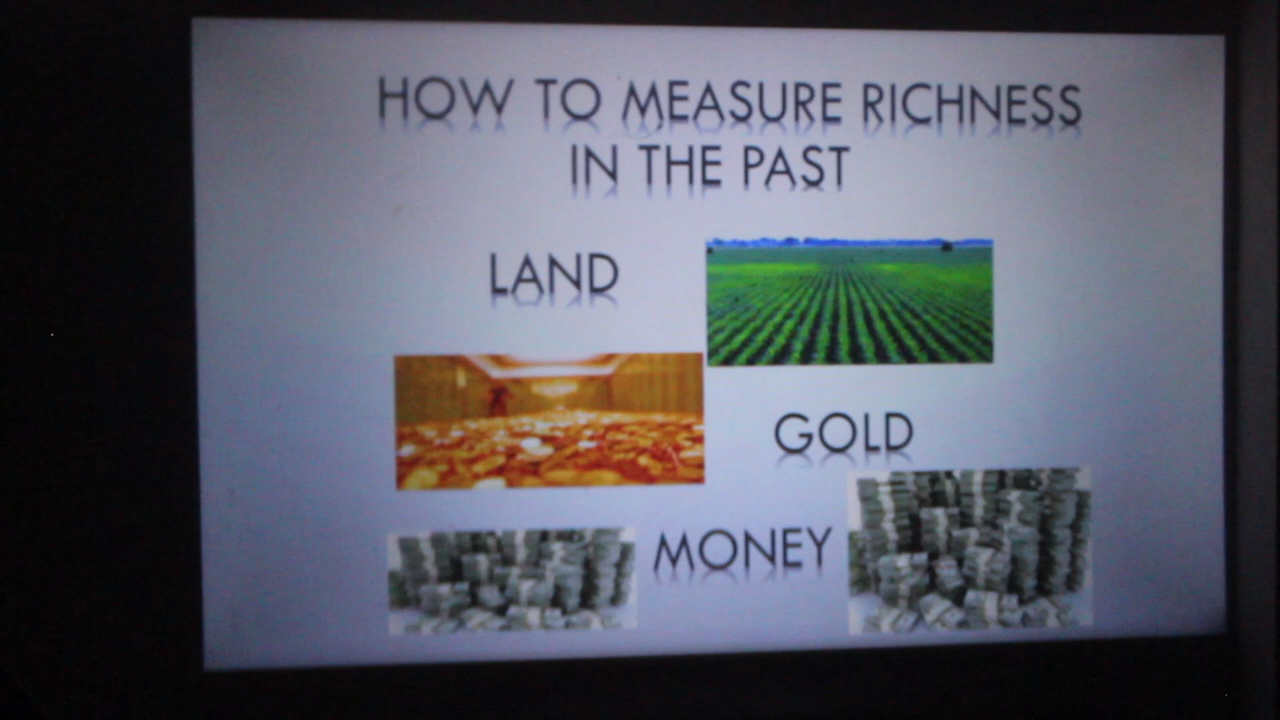 HOW TO MEASURE RICHNESS
IN THE PAST
LAND
GOLD
MONEY